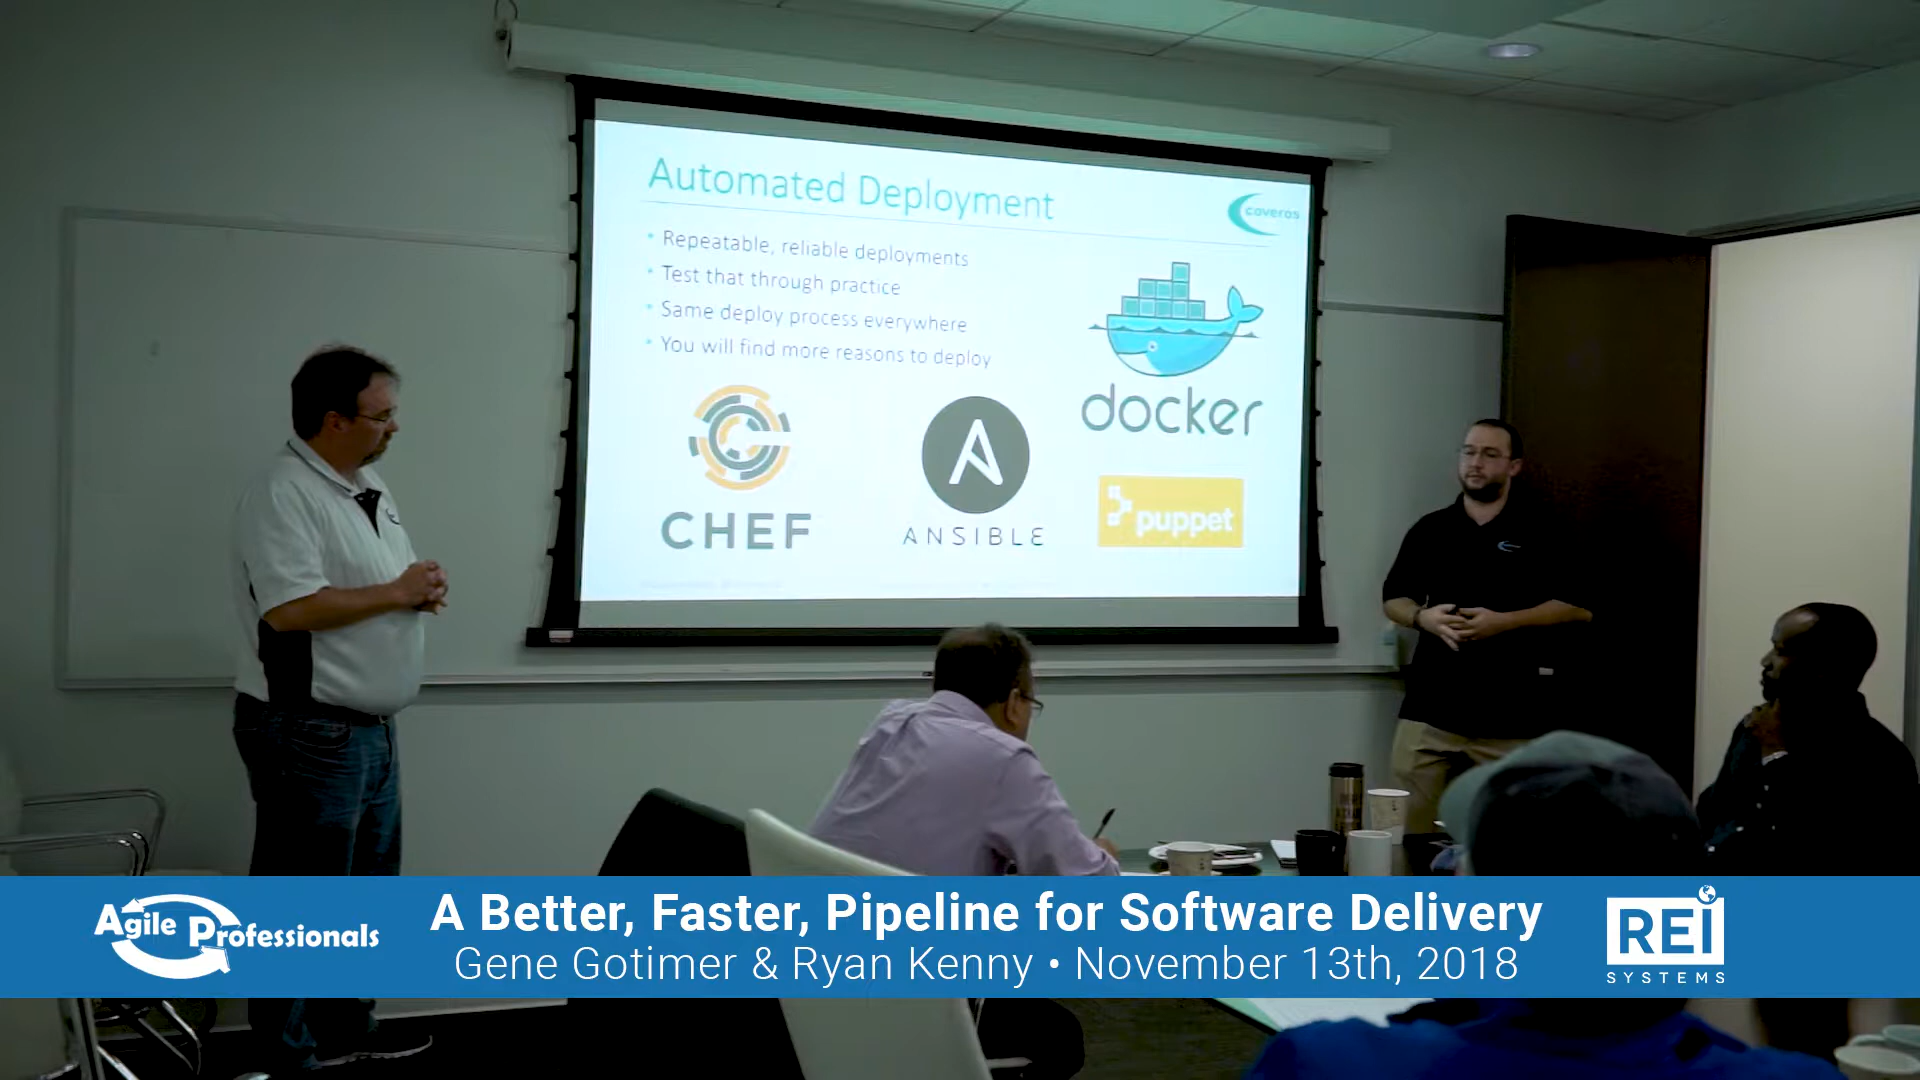 Automated Deployment
coveros
• Repeatable, reliable deployments
• Test that through practice
• Same deploy process everywhere
• You will find more reasons to deploy
docker
CHEF
ANSIBLE
puppet
Agile Professionals
A Better, Faster, Pipeline for Software Delivery
Gene Gotimer & Ryan Kenny • November 13th, 2018
REI
SYSTEMS